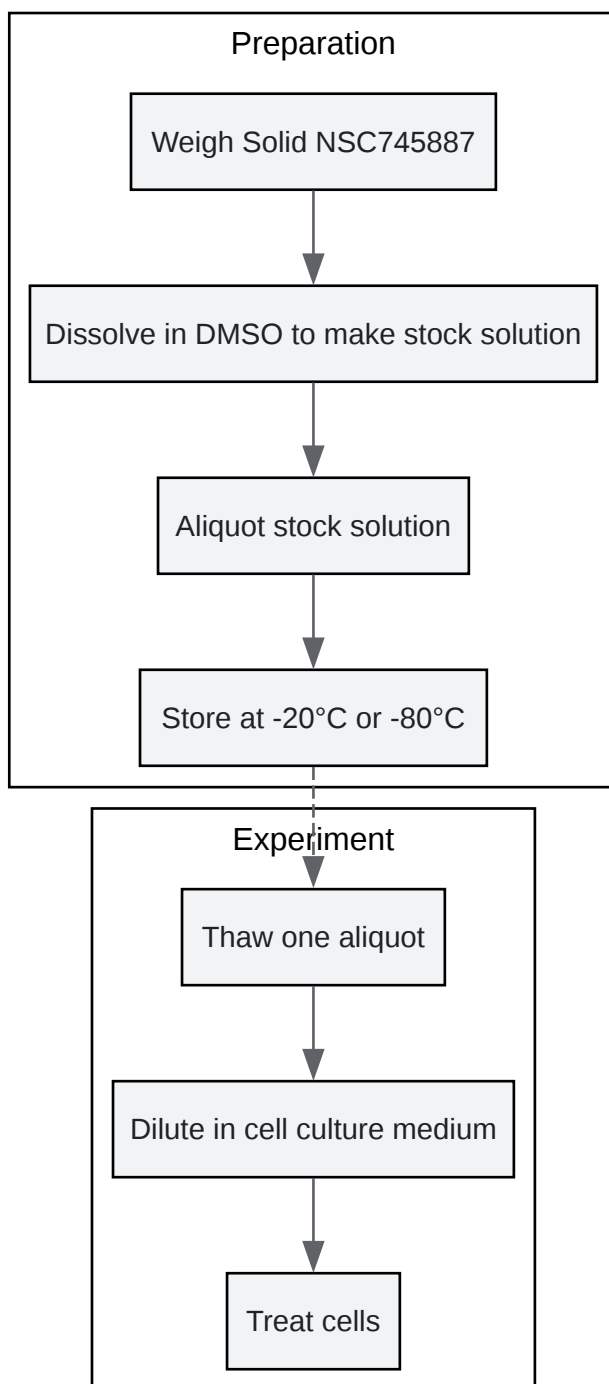 Preparation
Weigh Solid NSC745887
Dissolve in DMSO to make stock solution
Aliquot stock solution
Store at -20°C or -80°C
Experiment
Thaw one aliquot
Dilute in cell culture medium
Treat cells